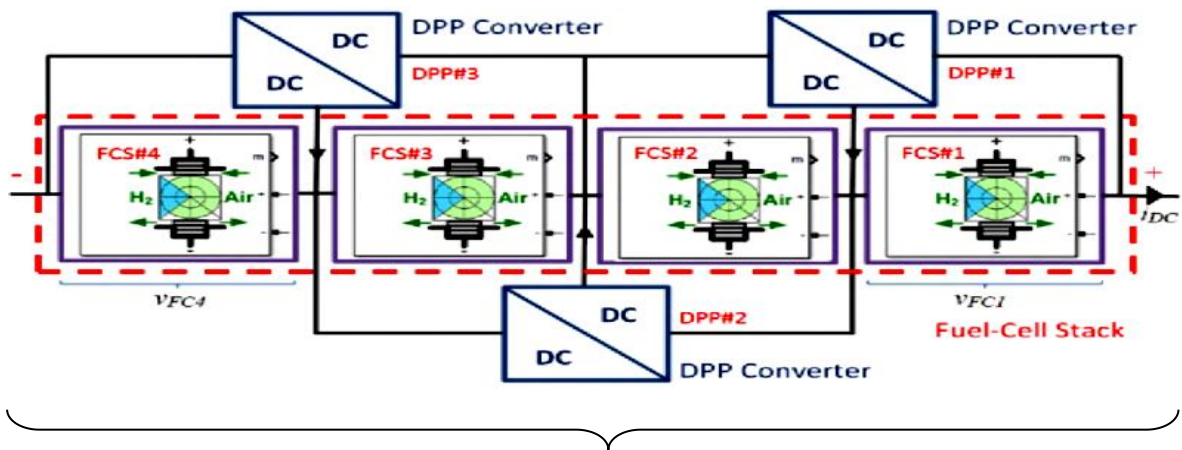 DC
DC
DPP Converter
DPP#3
DC
DC
DPP Converter
DPP#1
-
FCS#4
+
m
H₂
Air
+
-
-
FCS#3
+
m
H₂
Air
+
-
-
FCS#2
+
m
H₂
Air
+
-
-
FCS#1
+
m
H₂
Air
+
-
-
+
iDC
vFC4
vFC1
DC
DC
DPP#2
DPP Converter
Fuel-Cell Stack